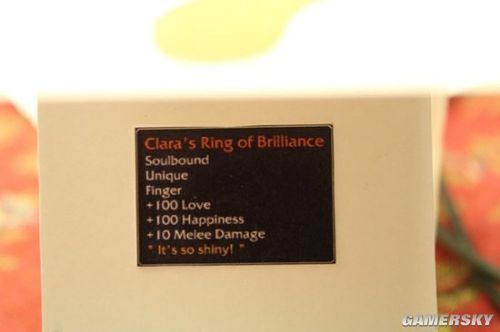 Clara's Ring of Brilliance
Soulbound
Unique
Finger
+100 Love
+100 Happiness
+10 Melee Damage
" It's so shiny! "
GAMERSKY